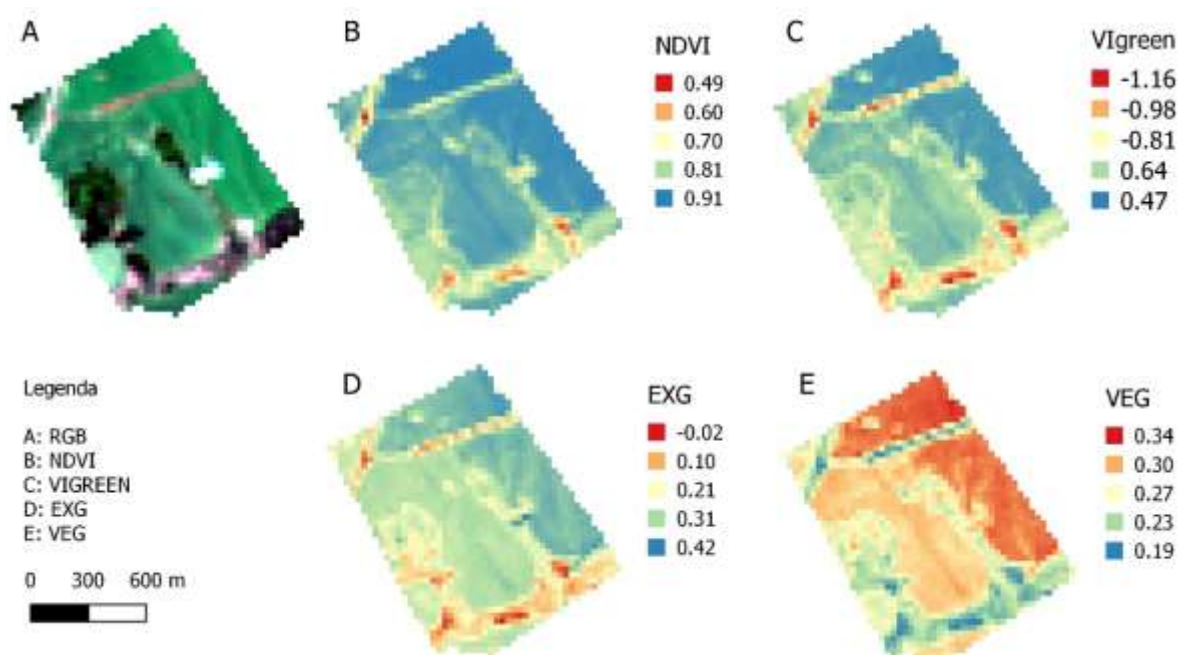 A
B
NDVI
0.49
0.60
0.70
0.81
0.91
C
VIgreen
-1.16
-0.98
-0.81
0.64
0.47
Legenda
A: RGB
B: NDVI
C: VIGREEN
D: EXG
E: VEG
0 300 600 m
D
EXG
-0.02
0.10
0.21
0.31
0.42
E
VEG
0.34
0.30
0.27
0.23
0.19